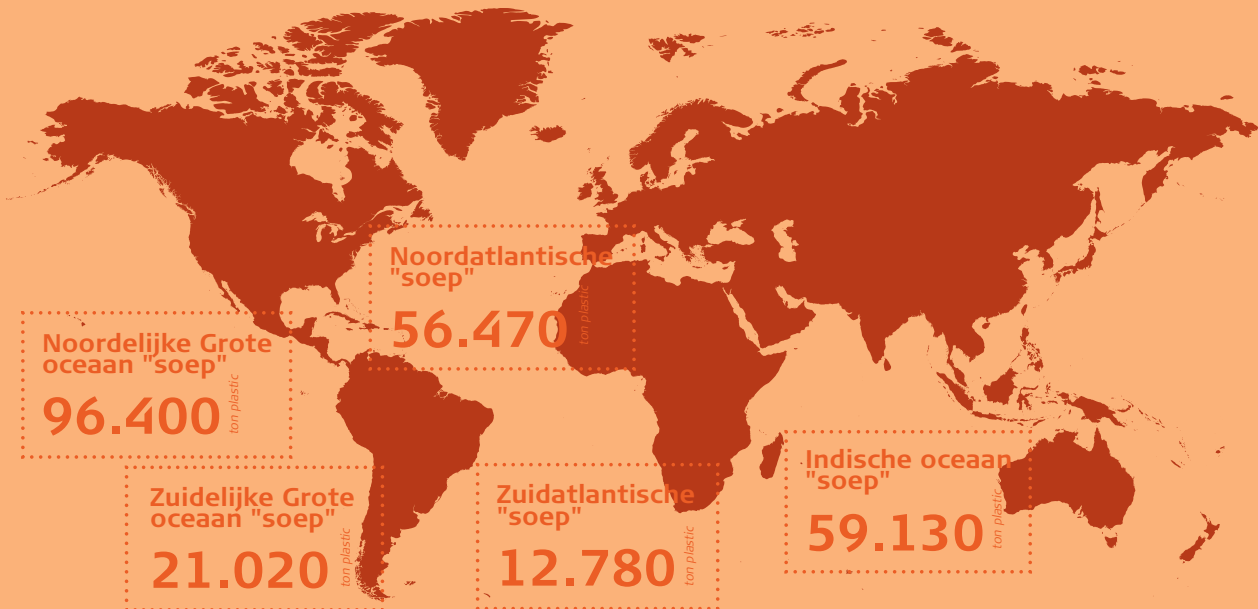 Noordatlantische
"soep"
56.470
ton plastic
Noordelijke Grote
oceaan "soep"
96.400
ton plastic
Zuidelijke Grote
oceaan "soep"
21.020
ton plastic
Zuidatlantische
"soep"
12.780
ton plastic
Indische oceaan
"soep"
59.130
ton plastic